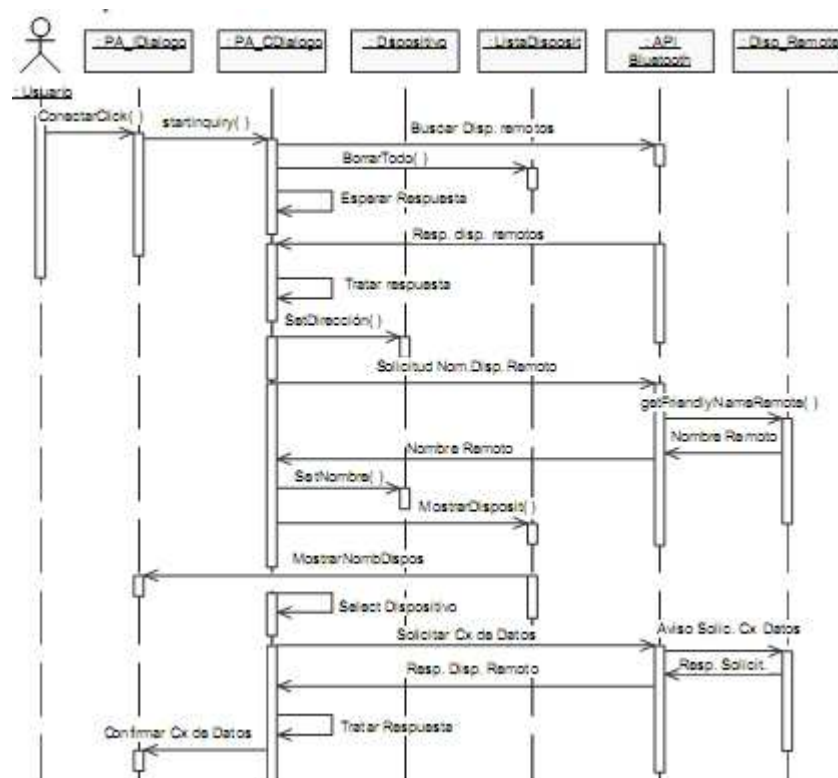 : PA_IDialogo
: PA_CDialogo
: Dispositivo
: ListaDisposit
: API
Bluetooth
: Disp_Remote
: Usuario
ConectarClick( )
startInquiry( )
Buscar Disp. remotos
BorrarTodo( )
Esperar Respuesta
Resp. disp. remotos
Tratar respuesta
SetDirección( )
Solicitud Nom.Disp.Remoto
getFriendlyNameRemote( )
Nombre Remoto
Nombre Remoto
SetNombre( )
MostrarDisposit( )
MostrarNombDispos
Select Dispositivo
Solicitar Cx de Datos
Aviso Solic. Cx Datos
Resp. Disp. Remoto
Resp. Solicit.
Tratar Respuesta
Confirmar Cx de Datos